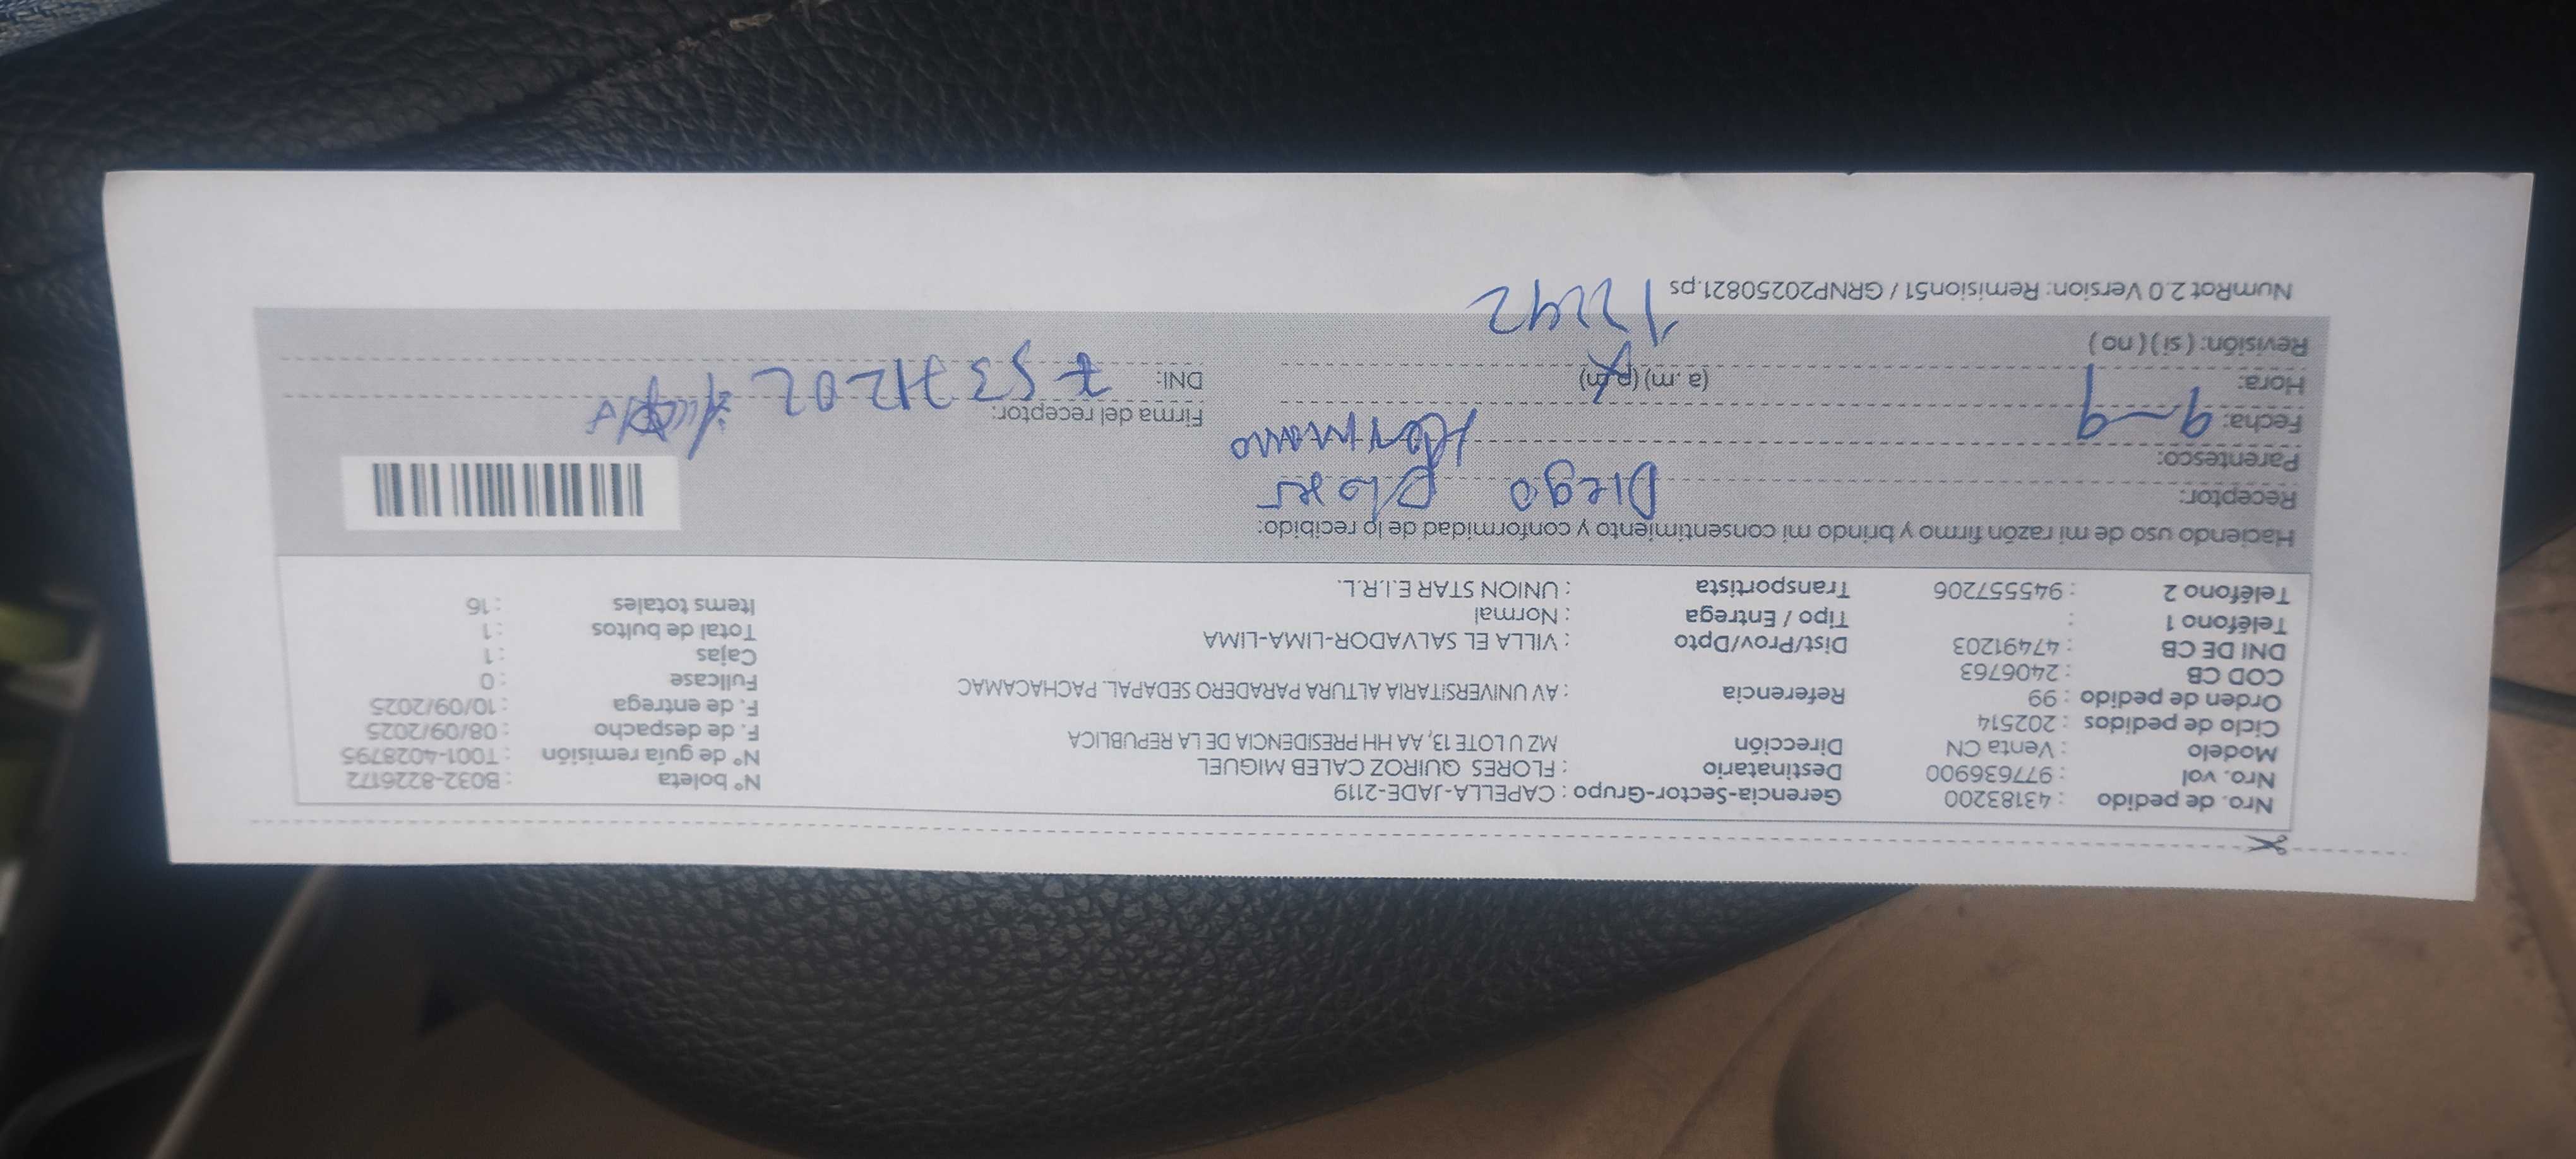 Nro. de pedido : 43183200 Gerencia-Sector-Grupo : CAPELLA-JADE-2119 N° boleta : B032-8226172
Nro. vol : 977636900 Destinatario : FLORES QUIROZ CALEB MIGUEL N° de guía remisión : T001-4028795
Modelo : Venta CN Dirección MZ U LOTE 13, AA HH PRESIDENCIA DE LA REPUBLICA F. de despacho : 08/09/2025
Ciclo de pedidos : 202514 F. de entrega : 10/09/2025
Orden de pedido : 99 Referencia : AV UNIVERSITARIA ALTURA PARADERO SEDAPAL. PACHACAMAC Fullcase : 0
COD CB : 2406763 Cajas : 1
DNI DE CB : 47491203 Dist/Prov/Dpto : VILLA EL SALVADOR-LIMA-LIMA Total de bultos : 1
Teléfono 1 : Tipo / Entrega : Normal Items totales : 16
Teléfono 2 : 945557206 Transportista : UNION STAR E.I.R.L.
Haciendo uso de mi razón firmo y brindo mi consentimiento y conformidad de lo recibido:
Receptor: Diego
Parentesco: Hermano
Fecha: 9-9 Firma del receptor:
Hora: (a .m) (p.m) DNI:
Revisión: ( si ) ( no ) 1242
NumRot 2.0 Version: Remision51 / GRNP20250821.ps